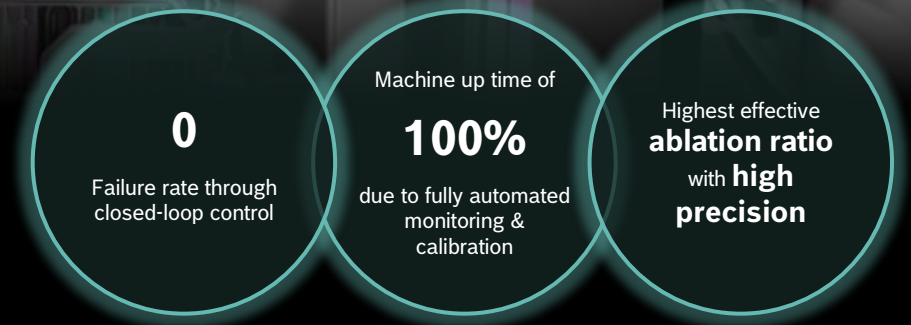 0
Failure rate through
closed-loop control
Machine up time of
100%
due to fully automated
monitoring &
calibration
Highest effective
ablation ratio
with high
precision